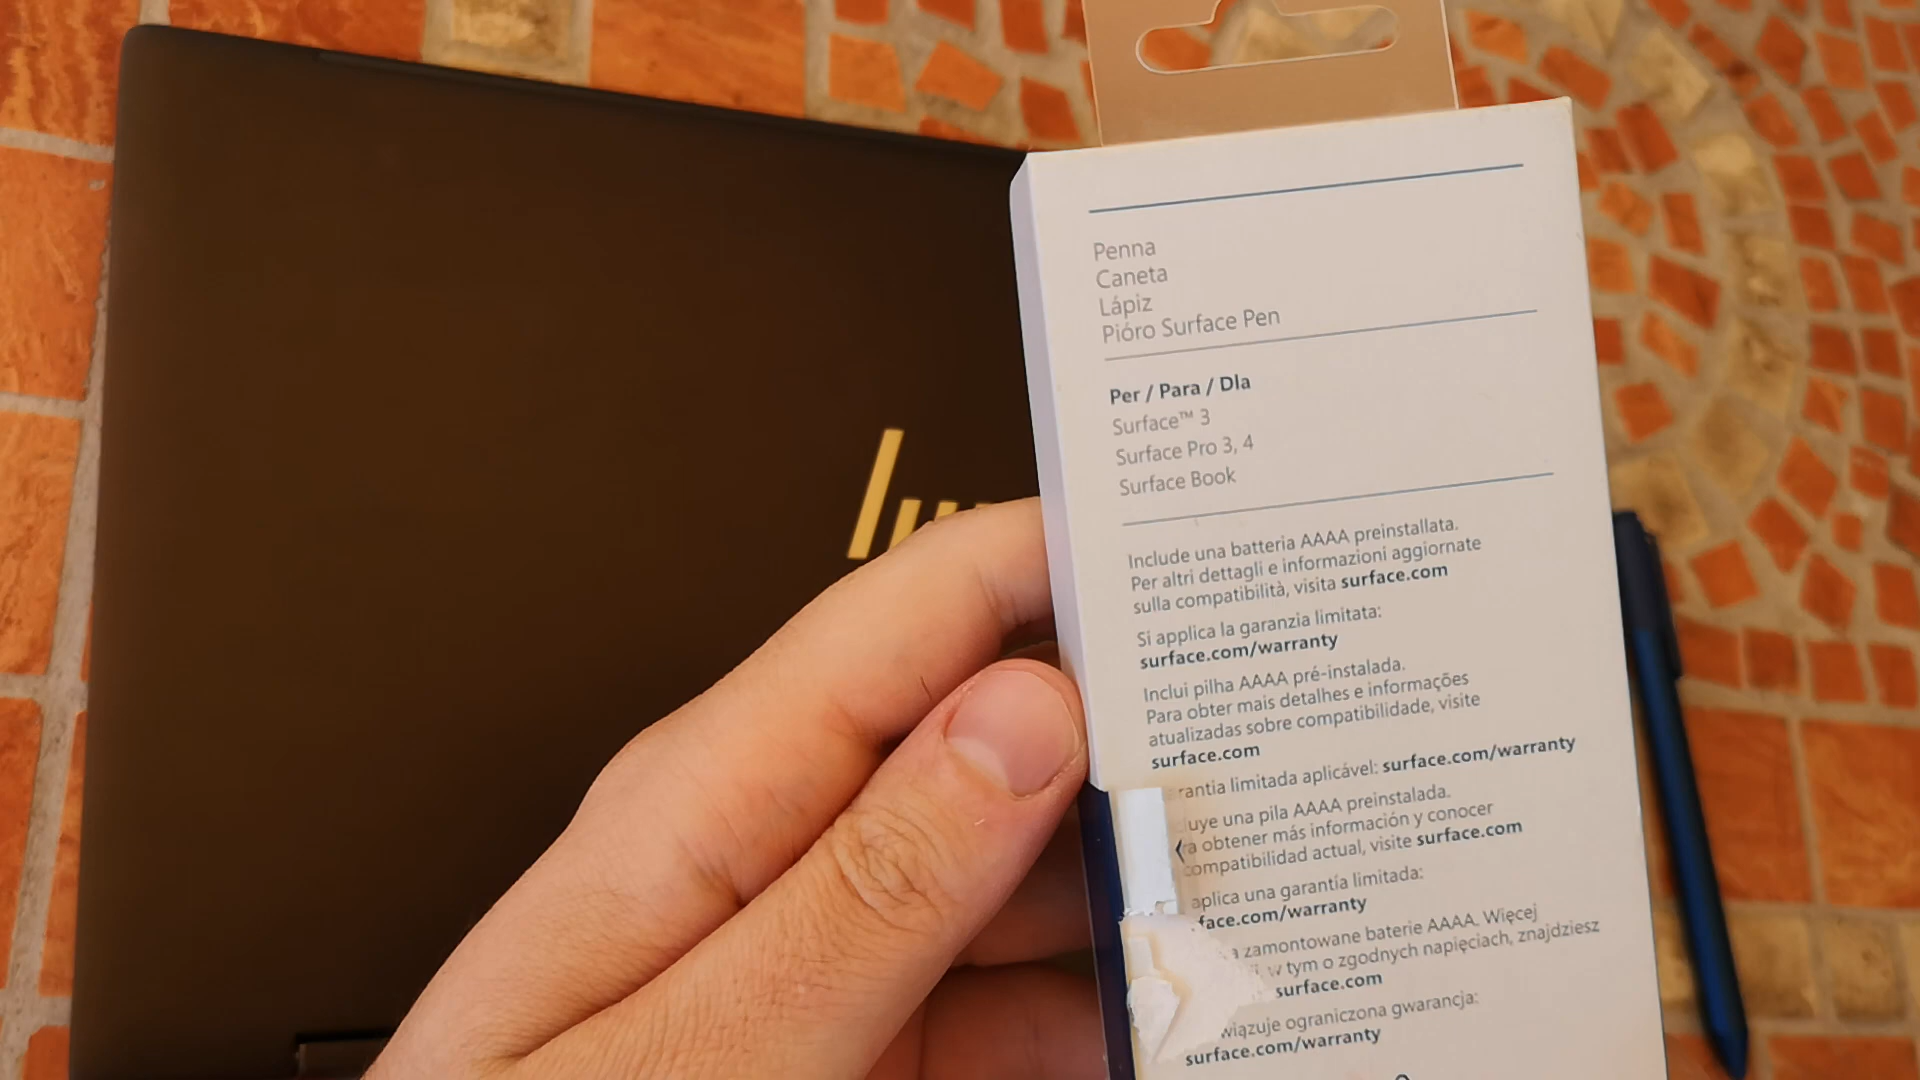 Penna
Caneta
Lápiz
Pióro Surface Pen
Per / Para / Dla
Surface™ 3
Surface Pro 3, 4
Surface Book
Include una batteria AAAA preinstallata.
Per altri dettagli e informazioni aggiornate
sulla compatibilità, visita surface.com
Si applica la garanzia limitata:
surface.com/warranty
Inclui pilha AAAA pré-instalada.
Para obter mais detalhes e informações
atualizadas sobre compatibilidade, visite
surface.com
rantia limitada aplicável: surface.com/warranty
uye una pila AAAA preinstalada.
a obtener más información y conocer
compatibilidad actual, visite surface.com
aplica una garantía limitada:
face.com/warranty
a zamontowane baterie AAAA. Więcej
w tym o zgodnych napięciach, znajdziesz
surface.com
wiązuje ograniczona gwarancja:
surface.com/warranty